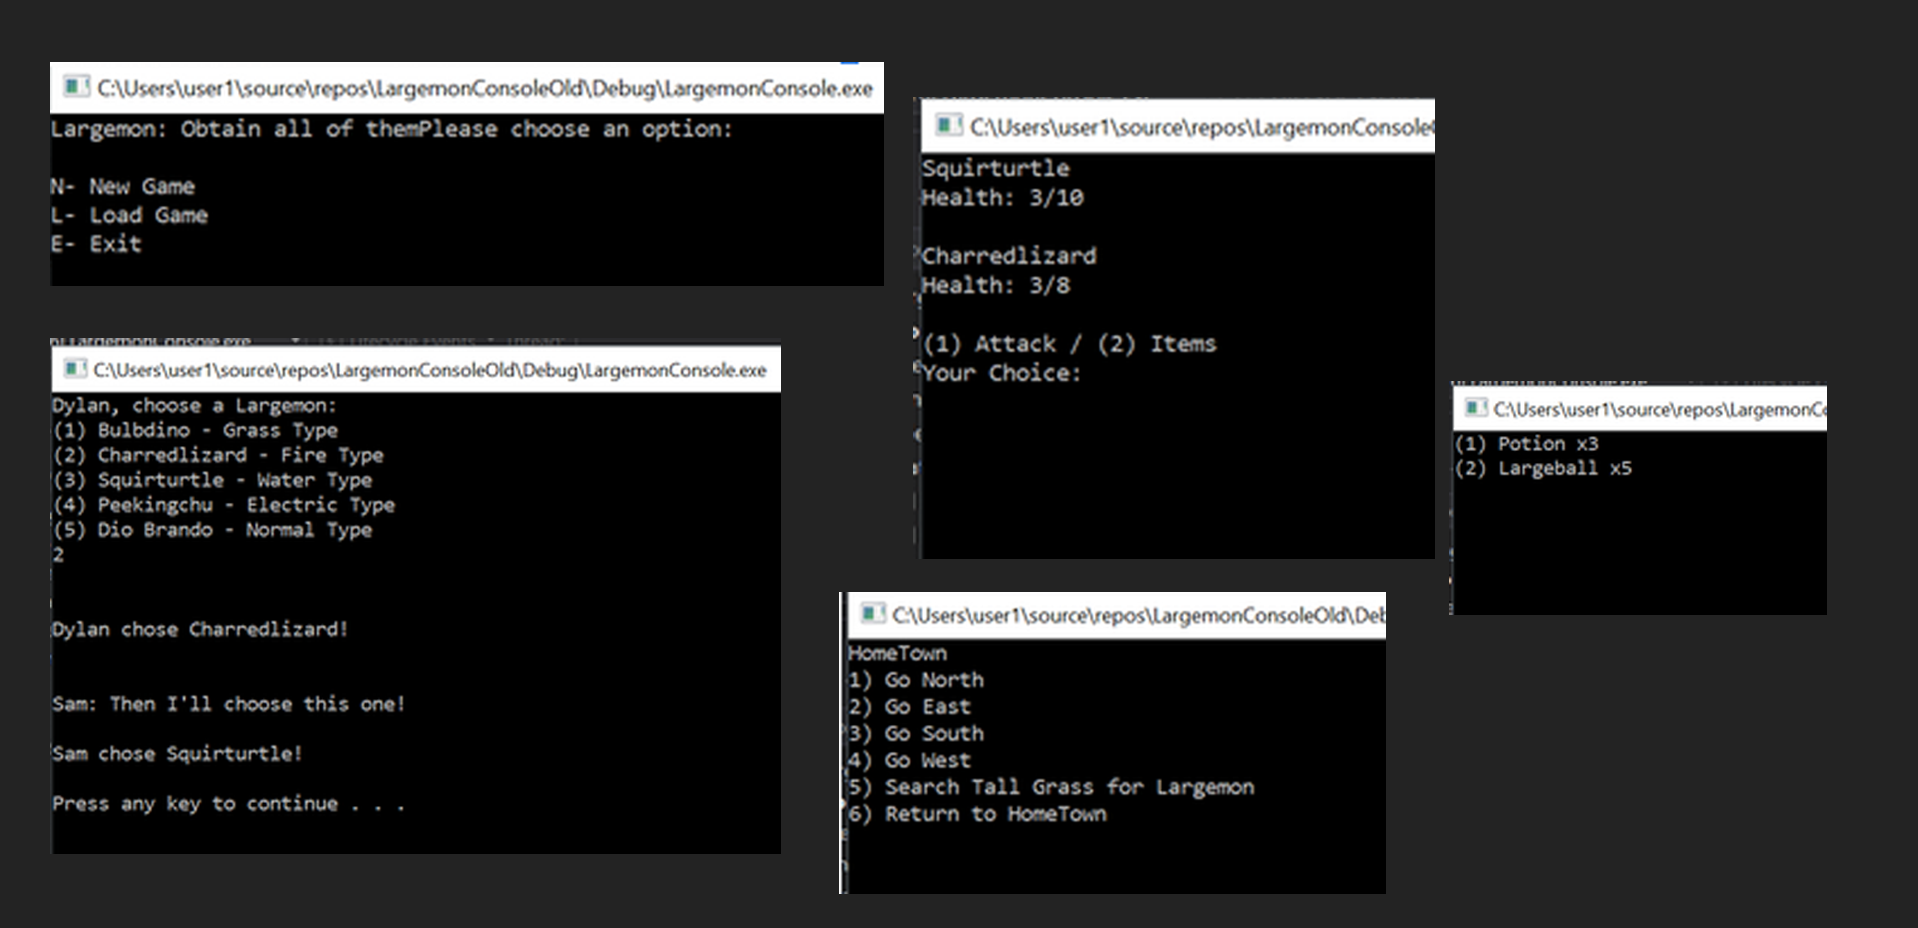 C:\Users\user1\source\repos\LargemonConsoleOld\Debug\LargemonConsole.exe
Largemon: Obtain all of themPlease choose an option:
N- New Game
L- Load Game
E- Exit
C:\Users\user1\source\repos\LargemonConsoleOld\Debug\LargemonConsole.exe
Dylan, choose a Largemon:
(1) Bulbdino - Grass Type
(2) Charredlizard - Fire Type
(3) Squirturtle - Water Type
(4) Peekingchu - Electric Type
(5) Dio Brando - Normal Type
2
Dylan chose Charredlizard!
Sam: Then I'll choose this one!
Sam chose Squirturtle!
Press any key to continue . . .
C:\Users\user1\source\repos\LargemonConsole
Squirturtle
Health: 3/10
Charredlizard
Health: 3/8
(1) Attack / (2) Items
Your Choice:
C:\Users\user1\source\repos\LargemonConsoleOld\Deb
HomeTown
1) Go North
2) Go East
3) Go South
4) Go West
5) Search Tall Grass for Largemon
6) Return to HomeTown
C:\Users\user1\source\repos\LargemonCo
(1) Potion x3
(2) Largeball x5